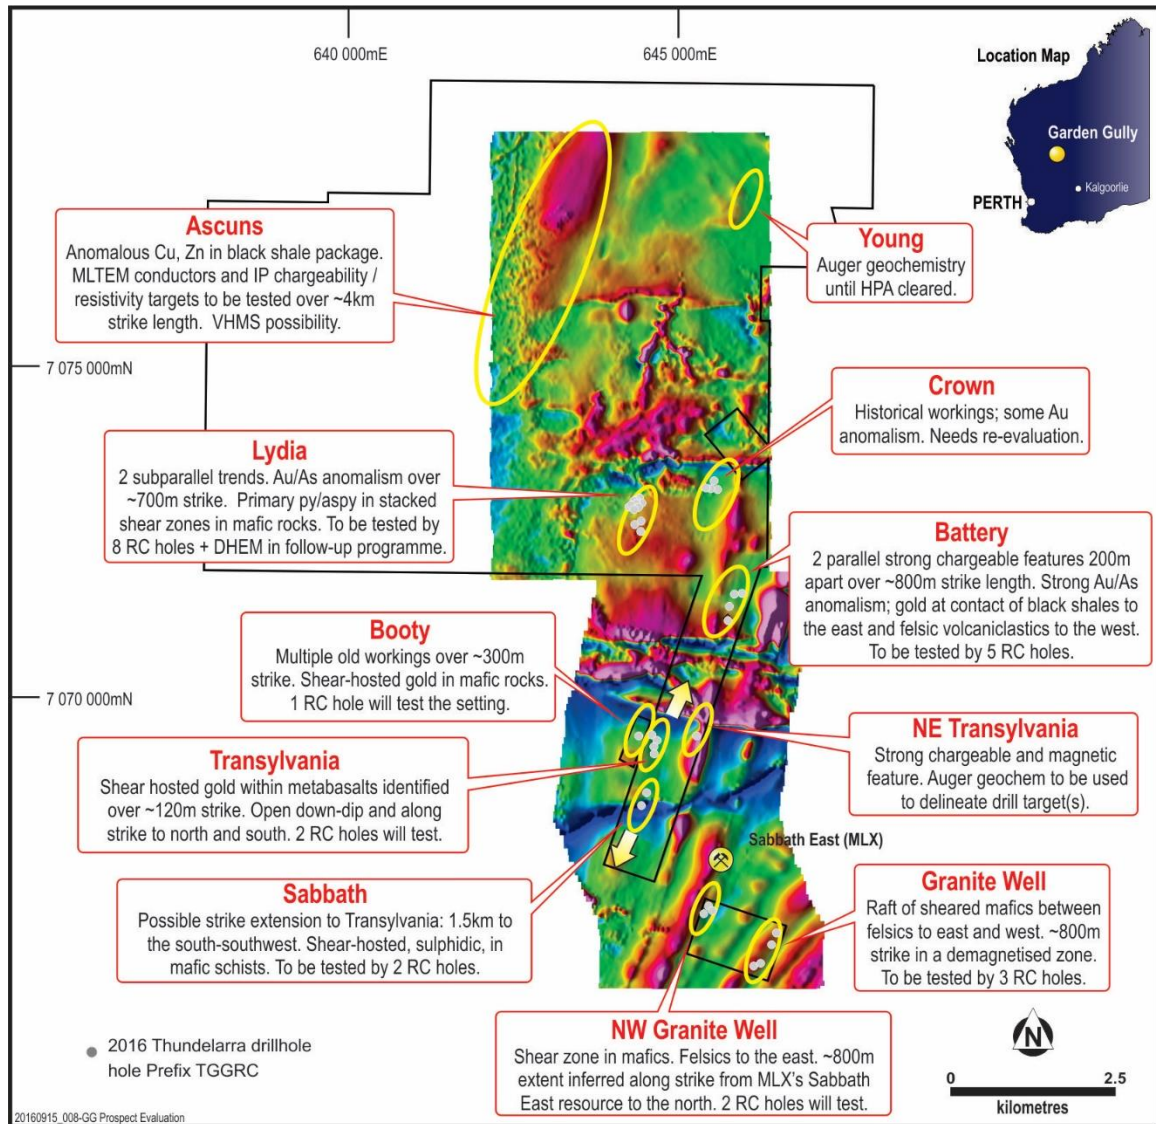 640 000mE
645 000mE
Location Map
Garden Gully
Kalgoorlie
PERTH
Ascuns
Anomalous Cu, Zn in black shale package.
MLTEM conductors and IP chargeability /
resistivity targets to be tested over ~4km
strike length. VHMS possibility.
Young
Auger geochemistry
until HPA cleared.
7 075 000mN
Crown
Historical workings; some Au
anomalism. Needs re-evaluation.
Lydia
2 subparallel trends. Au/As anomalism over
~700m strike. Primary py/aspy in stacked
shear zones in mafic rocks. To be tested by
8 RC holes + DHEM in follow-up programme.
Battery
2 parallel strong chargeable features 200m
apart over ~800m strike length. Strong Au/As
anomalism; gold at contact of black shales to
the east and felsic volcaniclastics to the west.
To be tested by 5 RC holes.
Booty
Multiple old workings over ~300m
strike. Shear-hosted gold in mafic rocks.
1 RC hole will test the setting.
7 070 000mN
NE Transylvania
Strong chargeable and magnetic
feature. Auger geochem to be used
to delineate drill target(s).
Transylvania
Shear hosted gold within metabasalts identified
over ~120m strike. Open down-dip and along
strike to north and south. 2 RC holes will test.
Sabbath East (MLX)
Sabbath
Possible strike extension to Transylvania: 1.5km to
the south-southwest. Shear-hosted, sulphidic, in
mafic schists. To be tested by 2 RC holes.
Granite Well
Raft of sheared mafics between
felsics to east and west. ~800m
strike in a demagnetised zone.
To be tested by 3 RC holes.
NW Granite Well
Shear zone in mafics. Felsics to the east. ~800m
extent inferred along strike from MLX's Sabbath
East resource to the north. 2 RC holes will test.
2016 Thundelarra drillhole
hole Prefix TGGRC
N
0 2.5
kilometres
20160915_008-GG Prospect Evaluation